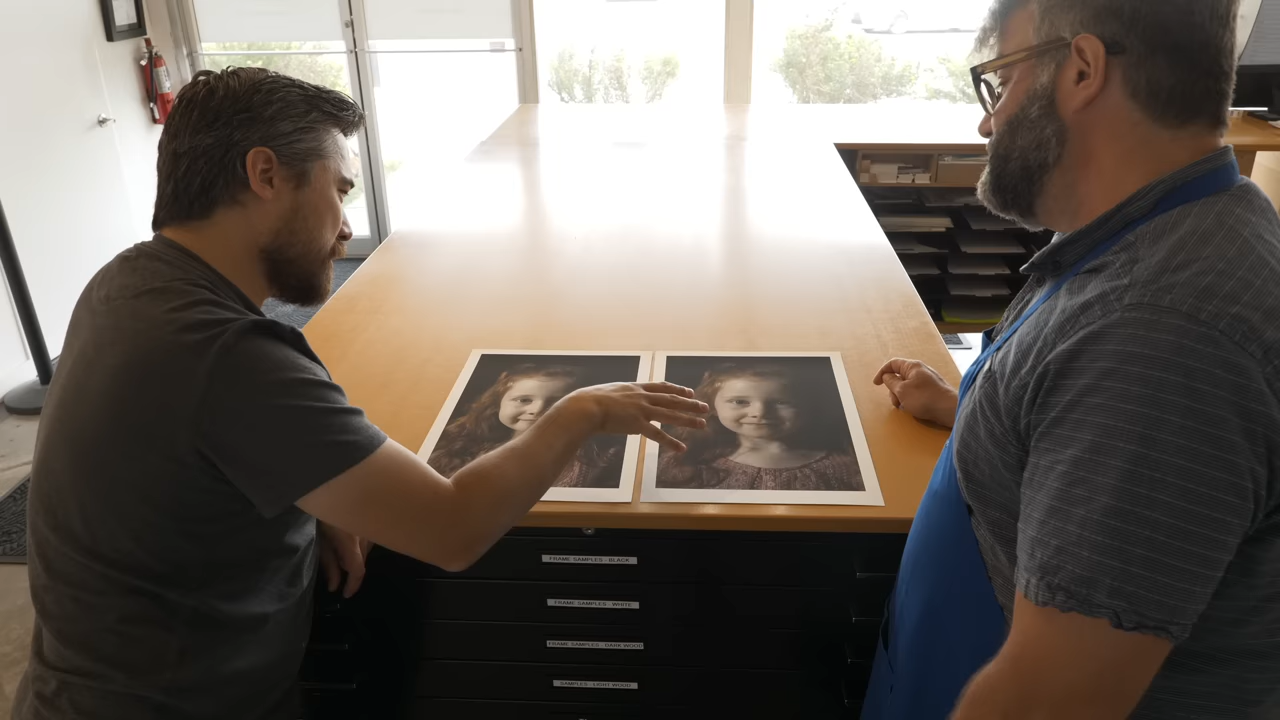 FRAME SAMPLES - BLACK
FRAME SAMPLES - WHITE
FRAME SAMPLES - DARK WOOD
SAMPLES - LIGHT WOOD